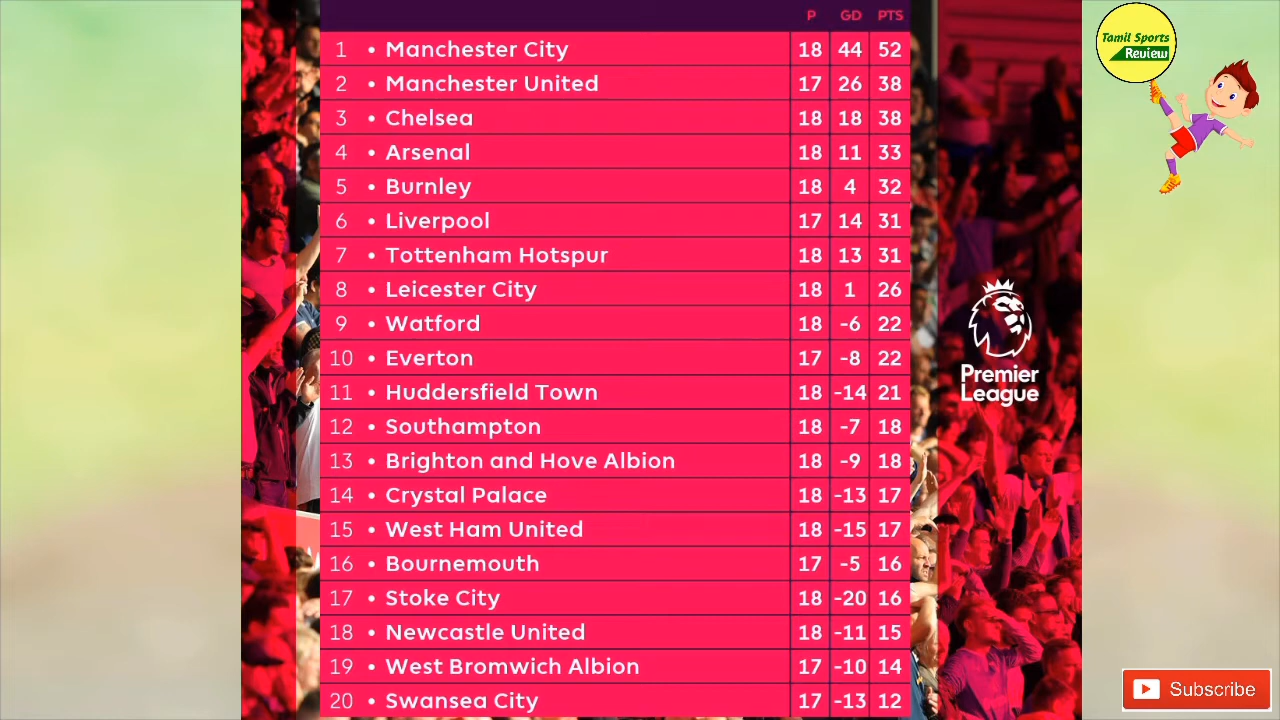 P GD PTS
1 • Manchester City 18 44 52
2 • Manchester United 17 26 38
3 • Chelsea 18 18 38
4 • Arsenal 18 11 33
5 • Burnley 18 4 32
6 • Liverpool 17 14 31
7 • Tottenham Hotspur 18 13 31
8 • Leicester City 18 1 26
9 • Watford 18 -6 22
10 • Everton 17 -8 22
11 • Huddersfield Town 18 -14 21
12 • Southampton 18 -7 18
13 • Brighton and Hove Albion 18 -9 18
14 • Crystal Palace 18 -13 17
15 • West Ham United 18 -15 17
16 • Bournemouth 17 -5 16
17 • Stoke City 18 -20 16
18 • Newcastle United 18 -11 15
19 • West Bromwich Albion 17 -10 14
20 • Swansea City 17 -13 12
Tamil Sports
Review
Premier
League
Subscribe